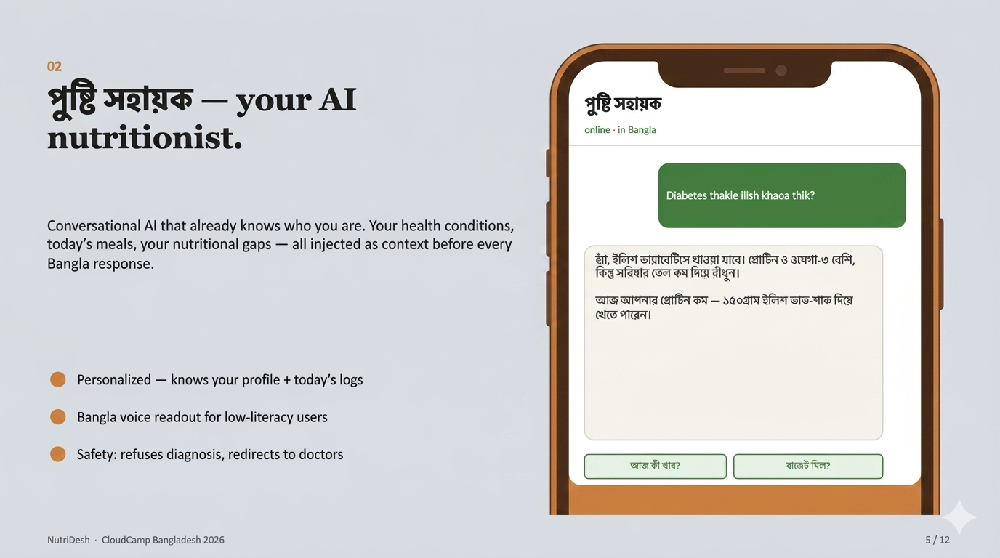 02
পুষ্টি সহায়ক — your AI
nutritionist.
Conversational AI that already knows who you are. Your health conditions,
today's meals, your nutritional gaps — all injected as context before every
Bangla response.
Personalized — knows your profile + today's logs
Bangla voice readout for low-literacy users
Safety: refuses diagnosis, redirects to doctors
পুষ্টি সহায়ক
online · in Bangla
Diabetes thakle ilish khaoa thik?
হ্যাঁ, ইলিশ ডায়াবেটিসে খাওয়া যাবে। প্রোটিন ও ওমেগা-৩ বেশি,
কিন্তু সরিষার তেল কম দিয়ে রাঁধুন।
আজ আপনার প্রোটিন কম — ১৫০গ্রাম ইলিশ ভাত-শাক দিয়ে
খেতে পারেন।
আজ কী খাব?
বাজেট মিল?
NutriDesh · CloudCamp Bangladesh 2026
5 / 12